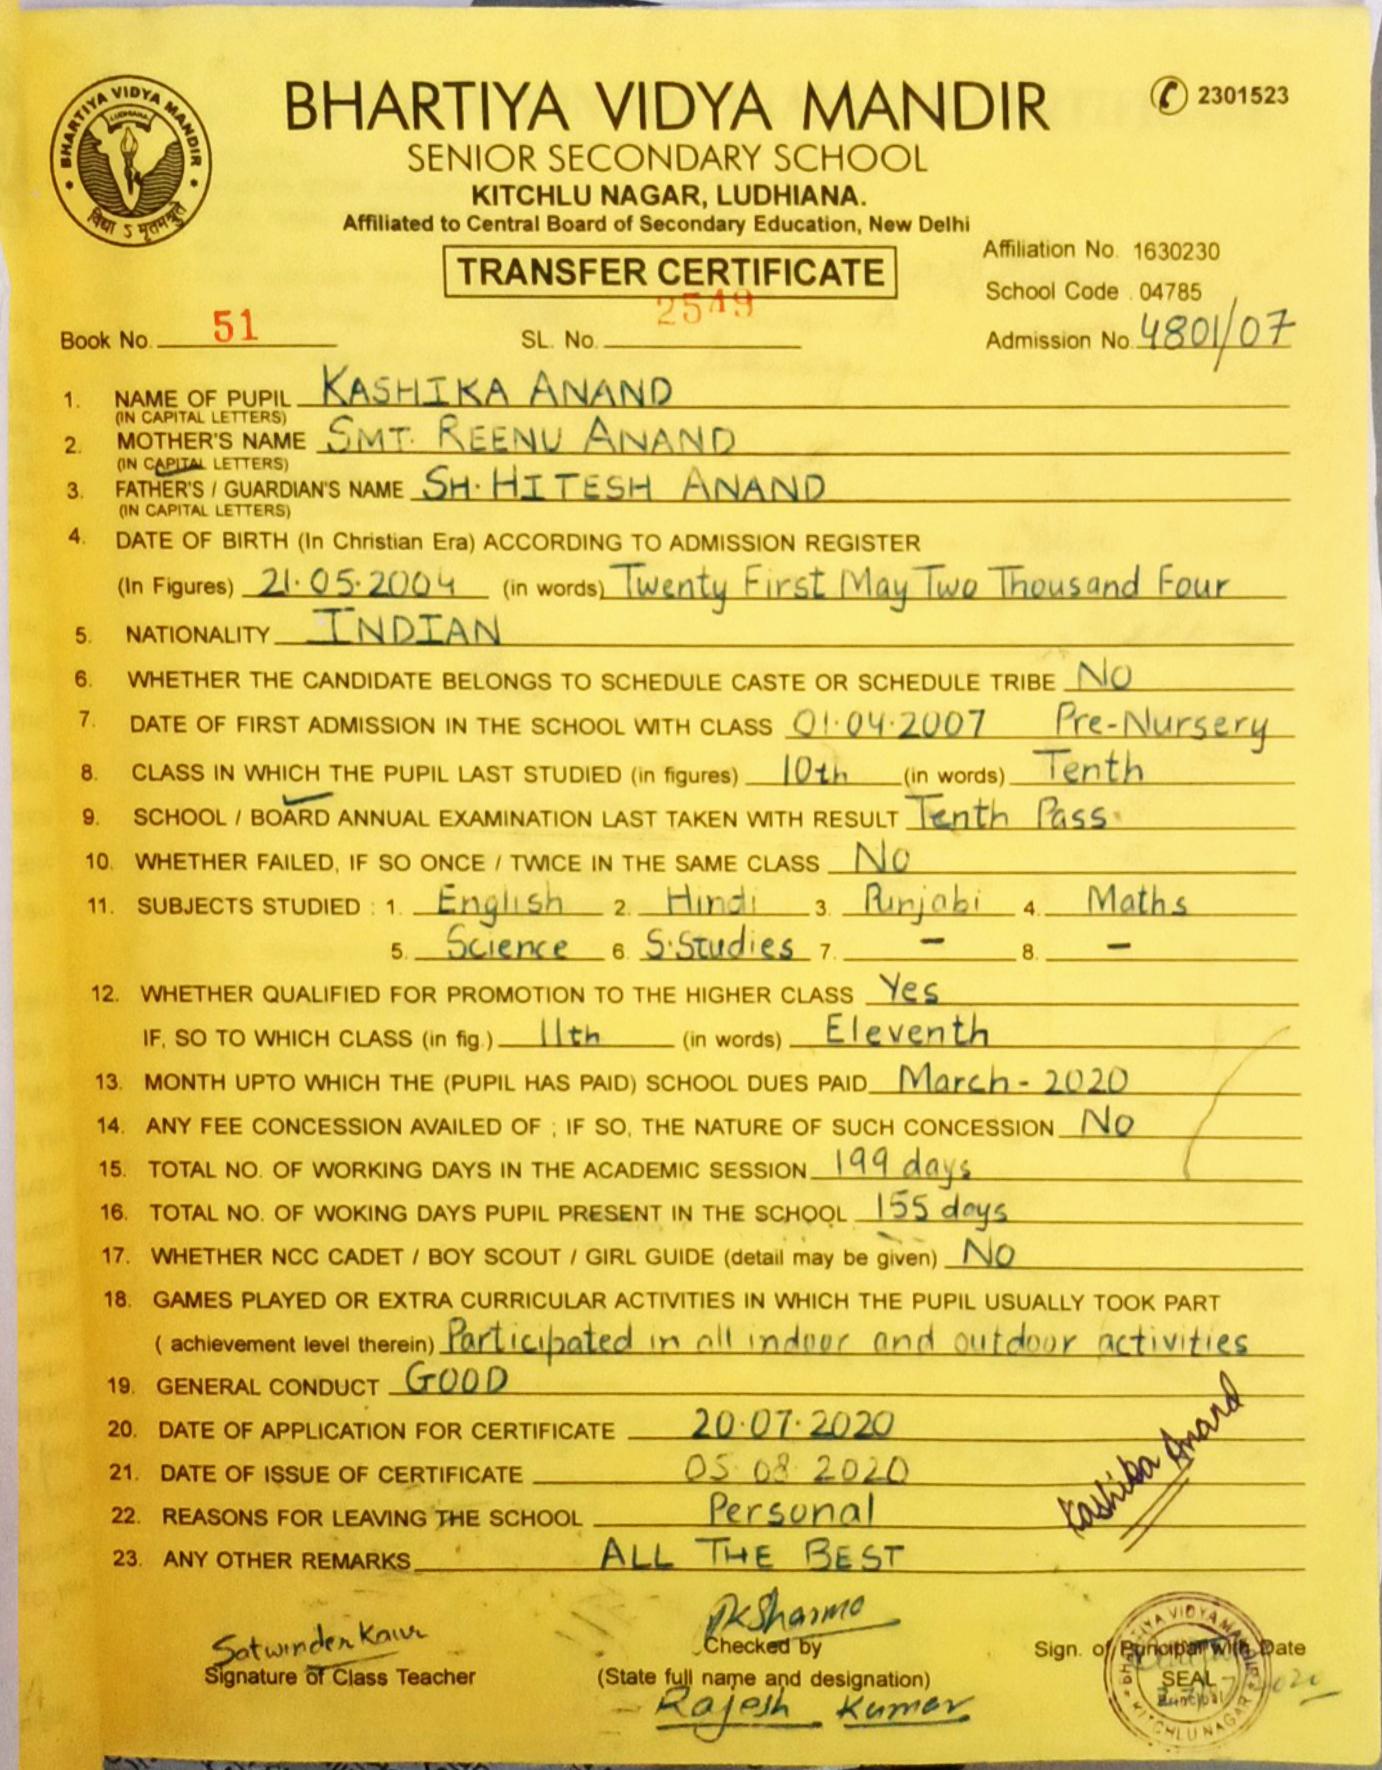 BHARTIYA VIDYA MANDIR
LUDHIANA
BHARTIYA VIDYA MANDIR
2301523
SENIOR SECONDARY SCHOOL
KITCHLU NAGAR, LUDHIANA.
Affiliated to Central Board of Secondary Education, New Delhi
TRANSFER CERTIFICATE
Affiliation No. 1630230
School Code . 04785
Book No. 51 SL. No. 2549 Admission No. 4801/07
1. NAME OF PUPIL KASHIKA ANAND
(IN CAPITAL LETTERS)
2. MOTHER'S NAME SMT. REENU ANAND
(IN CAPITAL LETTERS)
3. FATHER'S / GUARDIAN'S NAME SH. HITESH ANAND
(IN CAPITAL LETTERS)
4. DATE OF BIRTH (In Christian Era) ACCORDING TO ADMISSION REGISTER
(In Figures) 21.05.2004 (in words) Twenty First May Two Thousand Four
5. NATIONALITY INDIAN
6. WHETHER THE CANDIDATE BELONGS TO SCHEDULE CASTE OR SCHEDULE TRIBE NO
7. DATE OF FIRST ADMISSION IN THE SCHOOL WITH CLASS 01.04.2007 Pre-Nursery
8. CLASS IN WHICH THE PUPIL LAST STUDIED (in figures) 10th (in words) Tenth
9. SCHOOL / BOARD ANNUAL EXAMINATION LAST TAKEN WITH RESULT Tenth Pass.
10. WHETHER FAILED, IF SO ONCE / TWICE IN THE SAME CLASS NO
11. SUBJECTS STUDIED : 1. English 2. Hindi 3. Punjabi 4. Maths
5. Science 6. S.Studies 7. - 8. -
12. WHETHER QUALIFIED FOR PROMOTION TO THE HIGHER CLASS Yes
IF, SO TO WHICH CLASS (in fig.) 11th (in words) Eleventh
13. MONTH UPTO WHICH THE (PUPIL HAS PAID) SCHOOL DUES PAID March - 2020
14. ANY FEE CONCESSION AVAILED OF ; IF SO, THE NATURE OF SUCH CONCESSION NO
15. TOTAL NO. OF WORKING DAYS IN THE ACADEMIC SESSION 199 days
16. TOTAL NO. OF WOKING DAYS PUPIL PRESENT IN THE SCHOOL 155 days
17. WHETHER NCC CADET / BOY SCOUT / GIRL GUIDE (detail may be given) NO
18. GAMES PLAYED OR EXTRA CURRICULAR ACTIVITIES IN WHICH THE PUPIL USUALLY TOOK PART
( achievement level therein) Participated in all indoor and outdoor activities
19. GENERAL CONDUCT GOOD
20. DATE OF APPLICATION FOR CERTIFICATE 20.07.2020
21. DATE OF ISSUE OF CERTIFICATE 05 08 2020
22. REASONS FOR LEAVING THE SCHOOL Personal
23. ANY OTHER REMARKS ALL THE BEST
Kashika Anand
Satwinder Kaur PKSharma
Signature of Class Teacher Checked by Sign. of Principal with Date
(State full name and designation) SEAL
Rajesh Kumar
BHARTIYA VIDYA MANDIR
Principal
KITCHLU NAGAR